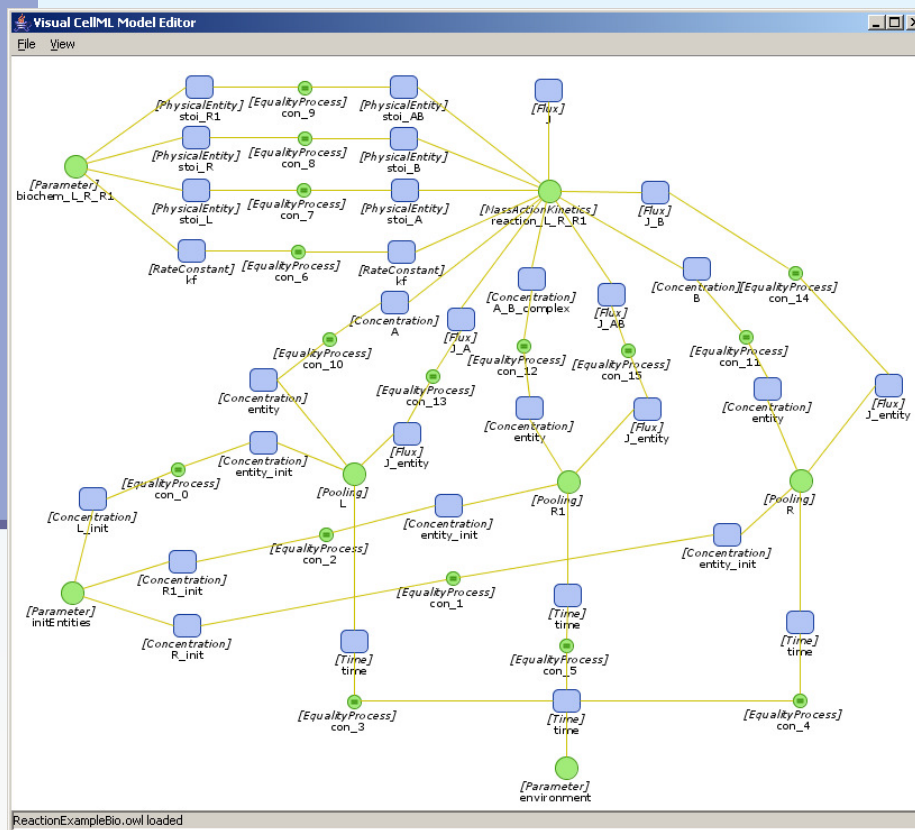 Visual CellML Model Editor
File View
[PhysicalEntity]
stoi_R1
[EqualityProcess]
con_9
[PhysicalEntity]
stoi_AB
[Flux]
J
[PhysicalEntity]
stoi_R
[EqualityProcess]
con_8
[PhysicalEntity]
stoi_B
[Parameter]
biochem_L_R_R1
[PhysicalEntity]
stoi_L
[EqualityProcess]
con_7
[PhysicalEntity]
stoi_A
[MassActionKinetics]
reaction_L_R_R1
[Flux]
J_B
[RateConstant]
kf
[EqualityProcess]
con_6
[RateConstant]
kf
[Concentration]
A
[Concentration]
A_B_complex
[Flux]
J_AB
[Concentration]
B
[EqualityProcess]
con_14
[Flux]
J_A
[EqualityProcess]
con_10
[EqualityProcess]
con_12
[EqualityProcess]
con_15
[EqualityProcess]
con_11
[Concentration]
entity
[EqualityProcess]
con_13
[Concentration]
entity
[Flux]
J_entity
[Concentration]
entity
[Flux]
J_entity
[Concentration]
entity_init
[Flux]
J_entity
[EqualityProcess]
con_0
[Pooling]
L
[Pooling]
R1
[Pooling]
R
[Concentration]
L_init
[Concentration]
entity_init
[EqualityProcess]
con_2
[Concentration]
entity_init
[Concentration]
R1_init
[EqualityProcess]
con_1
[Parameter]
initEntities
[Concentration]
R_init
[Time]
time
[Time]
time
[Time]
time
[EqualityProcess]
con_5
[EqualityProcess]
con_3
[Time]
time
[EqualityProcess]
con_4
[Parameter]
environment
ReactionExampleBio.owl loaded